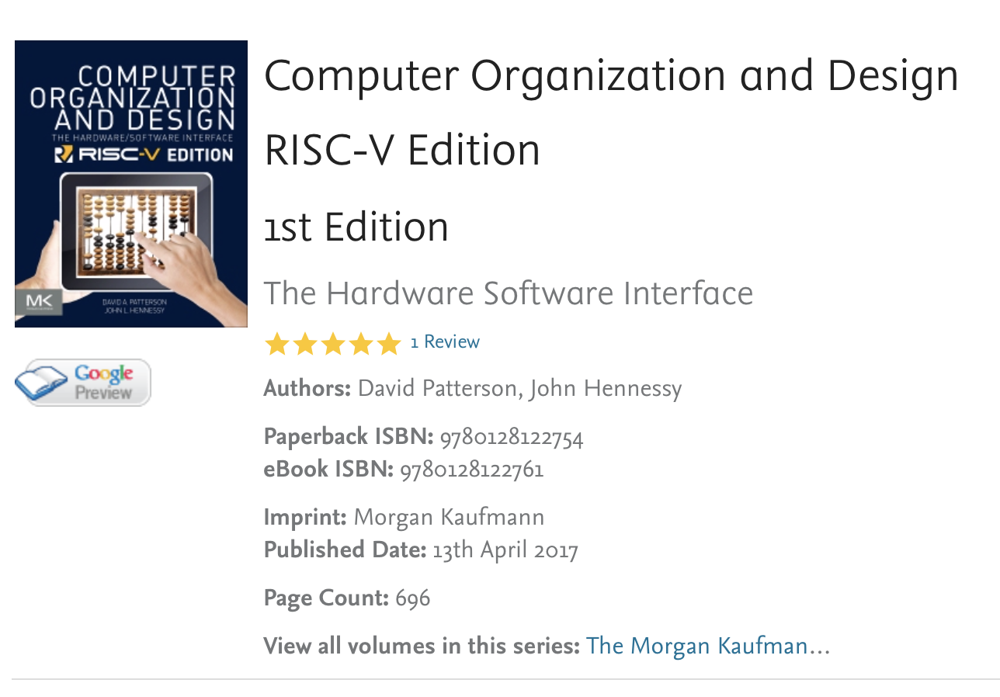 COMPUTER
ORGANIZATION
AND DESIGN
THE HARDWARE/SOFTWARE INTERFACE
RISC-V EDITION
MK
DAVID A. PATTERSON
JOHN L. HENNESSY
Google
Preview
Computer Organization and Design
RISC-V Edition
1st Edition
The Hardware Software Interface
1 Review
Authors: David Patterson, John Hennessy
Paperback ISBN: 9780128122754
eBook ISBN: 9780128122761
Imprint: Morgan Kaufmann
Published Date: 13th April 2017
Page Count: 696
View all volumes in this series: The Morgan Kaufman…